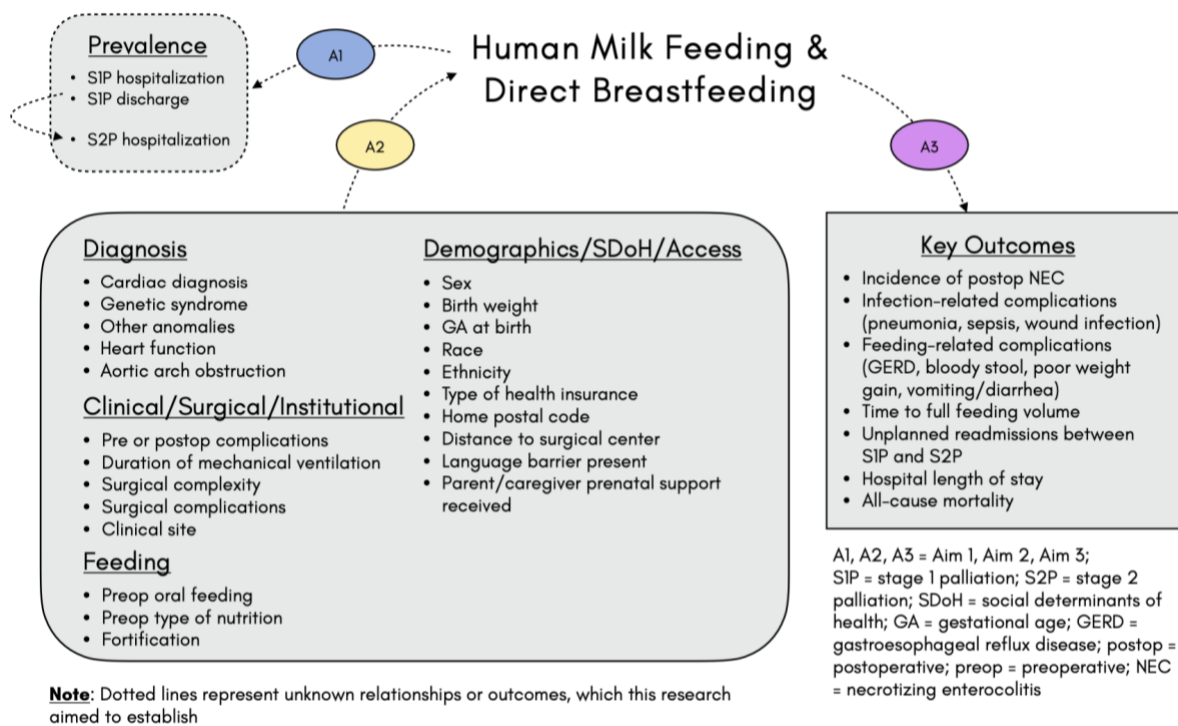 Prevalence
• S1P hospitalization
• S1P discharge
• S2P hospitalization
A1
Human Milk Feeding &
Direct Breastfeeding
A2
A3
Diagnosis
• Cardiac diagnosis
• Genetic syndrome
• Other anomalies
• Heart function
• Aortic arch obstruction
Clinical/Surgical/Institutional
• Pre or postop complications
• Duration of mechanical ventilation
• Surgical complexity
• Surgical complications
• Clinical site
Feeding
• Preop oral feeding
• Preop type of nutrition
• Fortification
Demographics/SDoH/Access
• Sex
• Birth weight
• GA at birth
• Race
• Ethnicity
• Type of health insurance
• Home postal code
• Distance to surgical center
• Language barrier present
• Parent/caregiver prenatal support
received
Key Outcomes
• Incidence of postop NEC
• Infection-related complications
(pneumonia, sepsis, wound infection)
• Feeding-related complications
(GERD, bloody stool, poor weight
gain, vomiting/diarrhea)
• Time to full feeding volume
• Unplanned readmissions between
S1P and S2P
• Hospital length of stay
• All-cause mortality
A1, A2, A3 = Aim 1, Aim 2, Aim 3;
S1P = stage 1 palliation; S2P = stage 2
palliation; SDoH = social determinants of
health; GA = gestational age; GERD =
gastroesophageal reflux disease; postop =
postoperative; preop = preoperative; NEC
= necrotizing enterocolitis
Note: Dotted lines represent unknown relationships or outcomes, which this research
aimed to establish